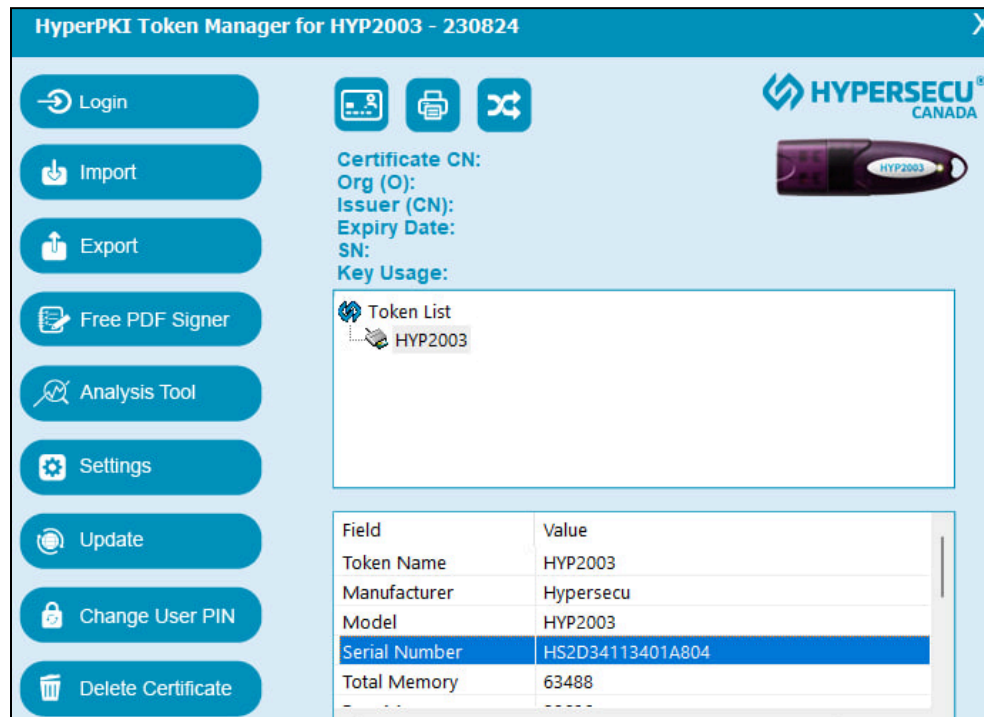 HyperPKI Token Manager for HYP2003 - 230824
X
Login
Import
Export
Free PDF Signer
Analysis Tool
Settings
Update
Change User PIN
Delete Certificate
HYPERSECU®
CANADA
HYP2003
Certificate CN:
Org (O):
Issuer (CN):
Expiry Date:
SN:
Key Usage:
Token List
HYP2003
Field Value
Token Name HYP2003
Manufacturer Hypersecu
Model HYP2003
Serial Number HS2D34113401A804
Total Memory 63488